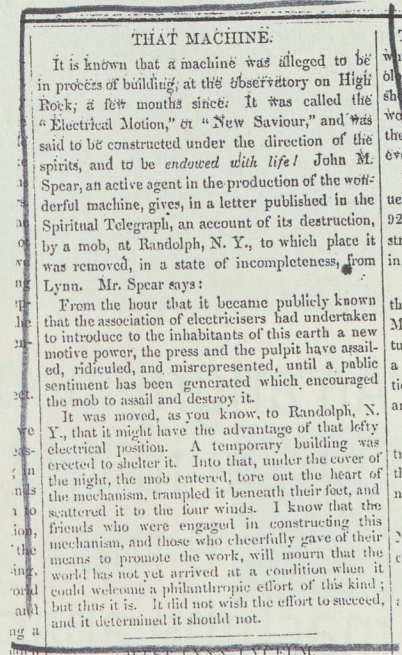 THAT MACHINE.
It is known that a machine was alleged to be
in process of building, at the observatory on High
Rock, a few months since. It was called the
"Electrical Motion," or "New Saviour," and was
said to be constructed under the direction of the
spirits, and to be endowed with life! John M.
Spear, an active agent in the production of the won-
derful machine, gives, in a letter published in the
Spiritual Telegraph, an account of its destruction,
by a mob, at Randolph, N. Y., to which place it
was removed, in a state of incompleteness, from
Lynn. Mr. Spear says:
From the hour that it became publicly known
that the association of electricisers had undertaken
to introduce to the inhabitants of this earth a new
motive power, the press and the pulpit have assail-
ed, ridiculed, and misrepresented, until a public
sentiment has been generated which encouraged
the mob to assail and destroy it.
It was moved, as you know, to Randolph, N.
Y., that it might have the advantage of that lofty
electrical position. A temporary building was
erected to shelter it. Into that, under the cover of
the night, the mob entered, tore out the heart of
the mechanism, trampled it beneath their feet, and
scattered it to the four winds. I know that the
friends who were engaged in constructing this
mechanism, and those who cheerfully gave of their
means to promote the work, will mourn that the
world has not yet arrived at a condition when it
could welcome a philanthropic effort of this kind;
but thus it is. It did not wish the effort to succeed,
and it determined it should not.